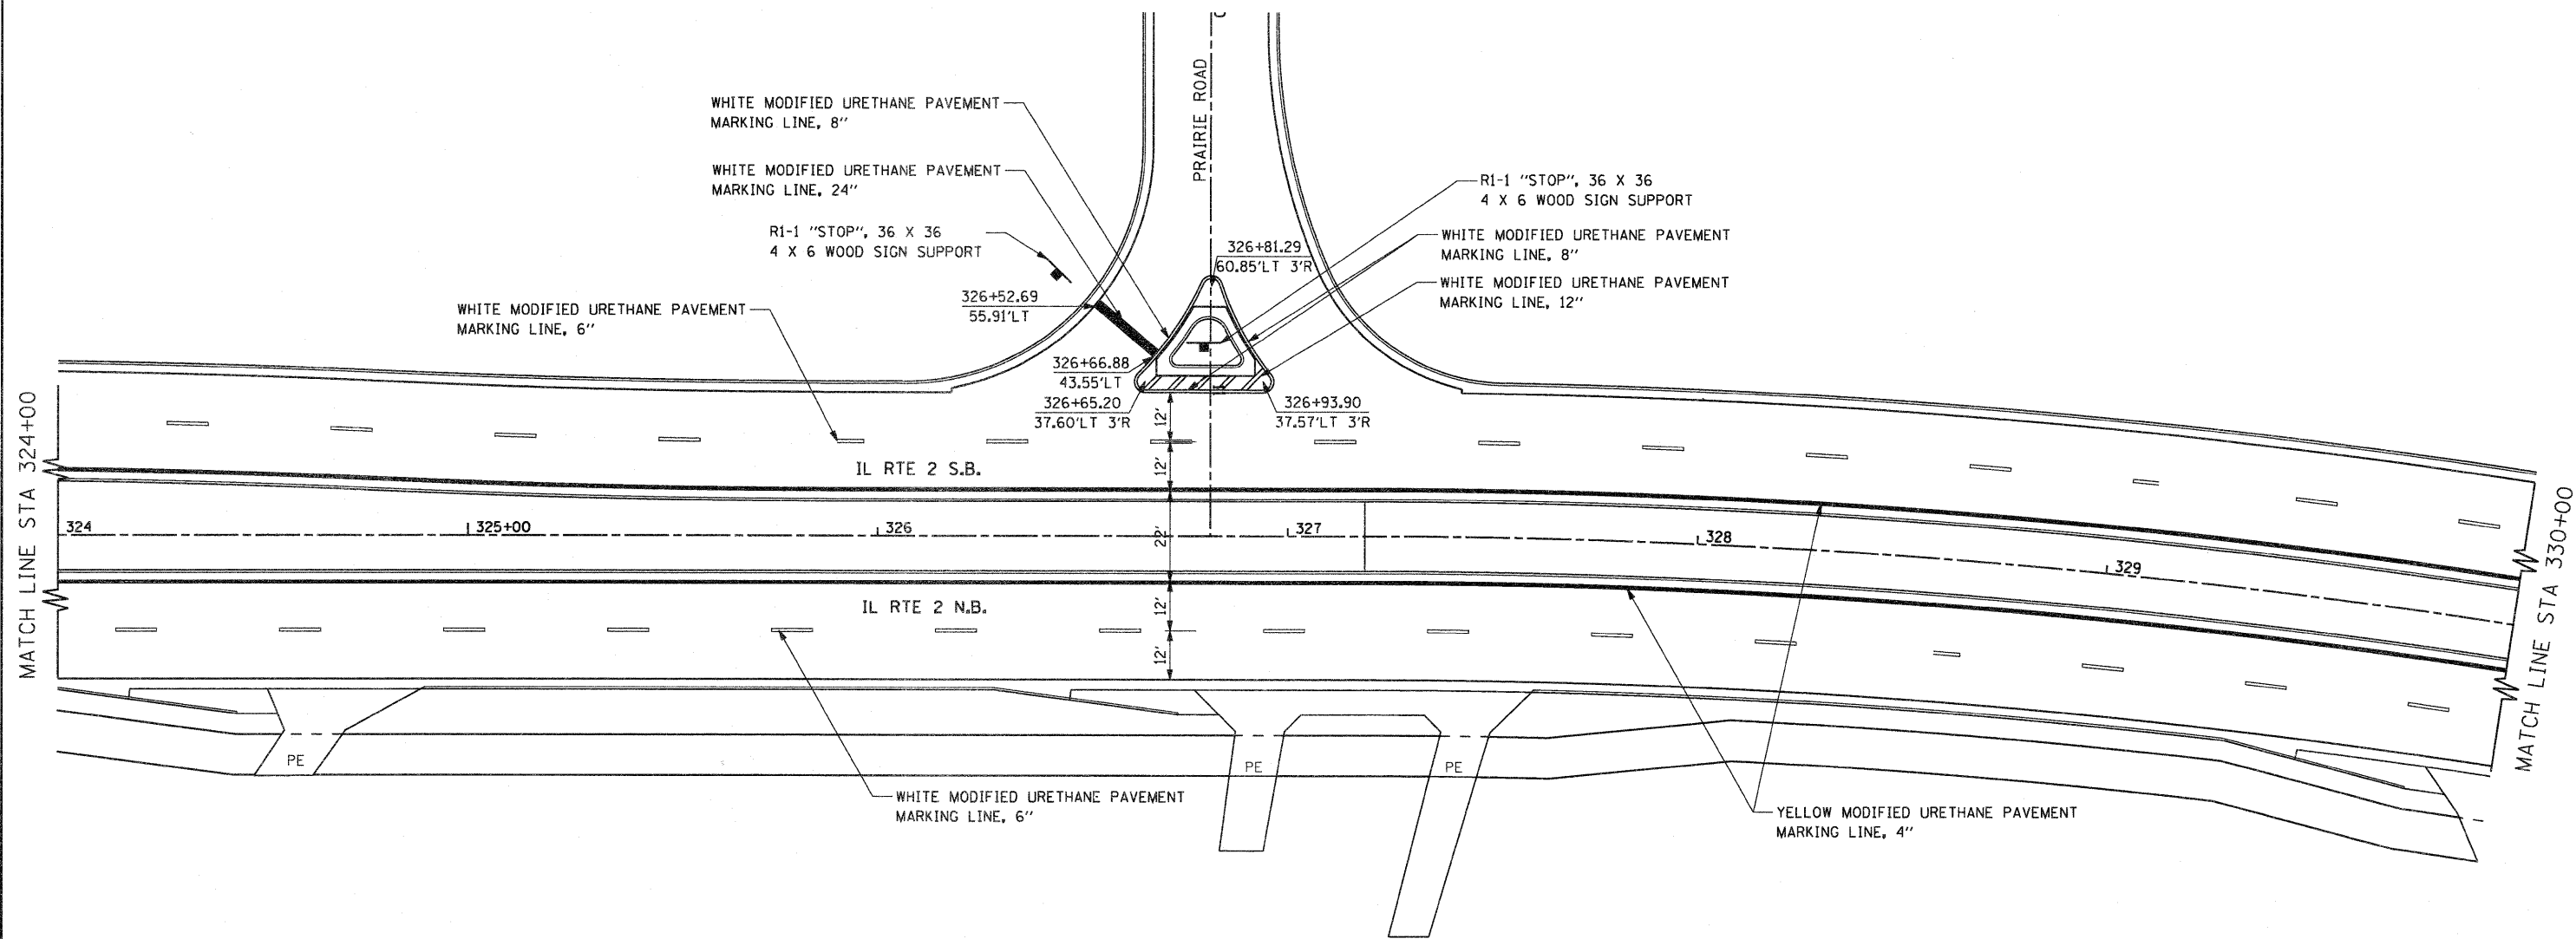 PRAIRIE ROAD
WHITE MODIFIED URETHANE PAVEMENT
MARKING LINE, 8"
WHITE MODIFIED URETHANE PAVEMENT
MARKING LINE, 24"
R1-1 "STOP", 36 X 36
4 X 6 WOOD SIGN SUPPORT
WHITE MODIFIED URETHANE PAVEMENT
MARKING LINE, 6"
326+52.69
55.91'LT
326+66.88
43.55'LT
326+65.20
37.60'LT 3'R
326+81.29
60.85'LT 3'R
326+93.90
37.57'LT 3'R
R1-1 "STOP", 36 X 36
4 X 6 WOOD SIGN SUPPORT
WHITE MODIFIED URETHANE PAVEMENT
MARKING LINE, 8"
WHITE MODIFIED URETHANE PAVEMENT
MARKING LINE, 12"
MATCH LINE STA 324+00
12'
12'
22'
12'
12'
IL RTE 2 S.B.
324
325+00
326
327
328
329
IL RTE 2 N.B.
MATCH LINE STA 330+00
PE
PE
PE
WHITE MODIFIED URETHANE PAVEMENT
MARKING LINE, 6"
YELLOW MODIFIED URETHANE PAVEMENT
MARKING LINE, 4"